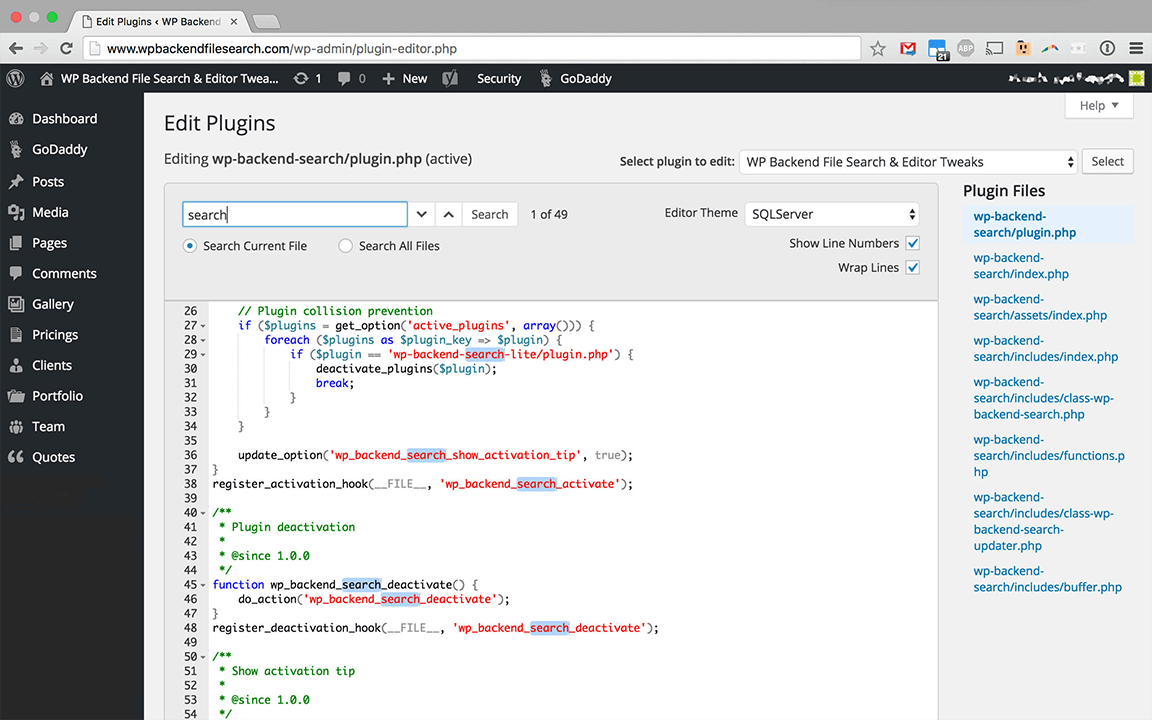 Edit Plugins ‹ WP Backend
www.wpbackendfilesearch.com/wp-admin/plugin-editor.php
21
ABP
WP Backend File Search & Editor Twea... 1 0 New Security GoDaddy
Help
Dashboard
GoDaddy
Posts
Media
Pages
Comments
Gallery
Pricings
Clients
Portfolio
Team
Quotes
Edit Plugins
Editing wp-backend-search/plugin.php (active)
Select plugin to edit: WP Backend File Search & Editor Tweaks Select
search Search 1 of 49
Editor Theme SQLServer
Search Current File Search All Files
Show Line Numbers
Wrap Lines
26 // Plugin collision prevention
27 if ($plugins = get_option('active_plugins', array())) {
28 foreach ($plugins as $plugin_key => $plugin) {
29 if ($plugin == 'wp-backend-search-lite/plugin.php') {
30 deactivate_plugins($plugin);
31 break;
32 }
33 }
34 }
35
36 update_option('wp_backend_search_show_activation_tip', true);
37 }
38 register_activation_hook(__FILE__, 'wp_backend_search_activate');
39
40 /**
41 * Plugin deactivation
42 *
43 * @since 1.0.0
44 */
45 function wp_backend_search_deactivate() {
46 do_action('wp_backend_search_deactivate');
47 }
48 register_deactivation_hook(__FILE__, 'wp_backend_search_deactivate');
49
50 /**
51 * Show activation tip
52 *
53 * @since 1.0.0
54 */
Plugin Files
wp-backend-
search/plugin.php
wp-backend-
search/index.php
wp-backend-
search/assets/index.php
wp-backend-
search/includes/index.php
wp-backend-
search/includes/class-wp-
backend-search.php
wp-backend-
search/includes/functions.p
hp
wp-backend-
search/includes/class-wp-
backend-search-
updater.php
wp-backend-
search/includes/buffer.php